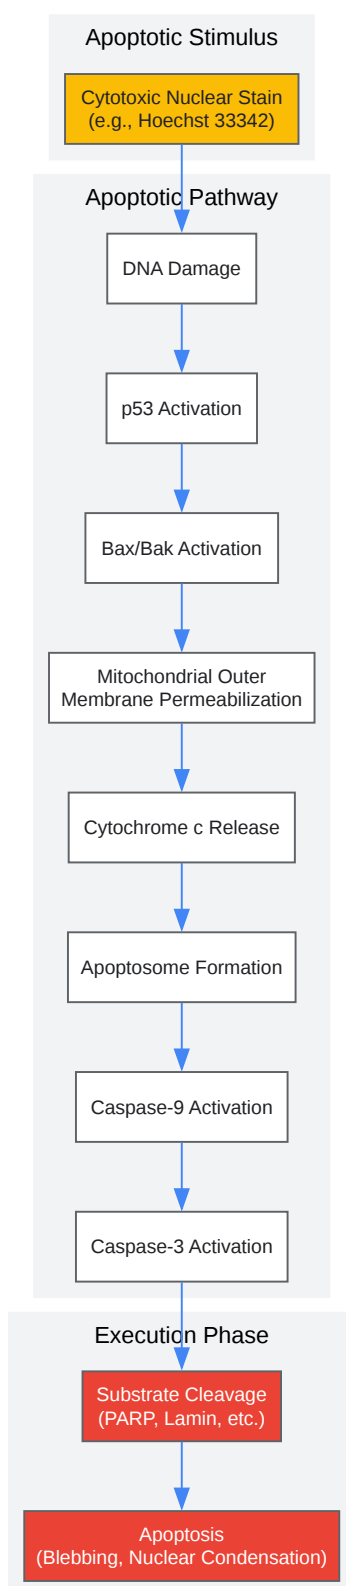 Apoptotic Stimulus
Cytotoxic Nuclear Stain
(e.g., Hoechst 33342)
Apoptotic Pathway
DNA Damage
p53 Activation
Bax/Bak Activation
Mitochondrial Outer
Membrane Permeabilization
Cytochrome c Release
Apoptosome Formation
Caspase-9 Activation
Caspase-3 Activation
Execution Phase
Substrate Cleavage
(PARP, Lamin, etc.)
Apoptosis
(Blebbing, Nuclear Condensation)